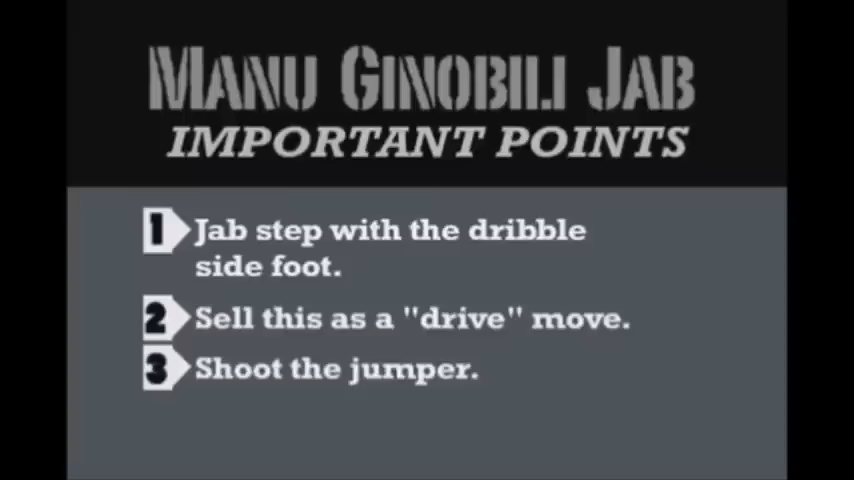 MANU GINOBILI JAB
IMPORTANT POINTS
1 Jab step with the dribble
side foot.
2 Sell this as a "drive" move.
3 Shoot the jumper.